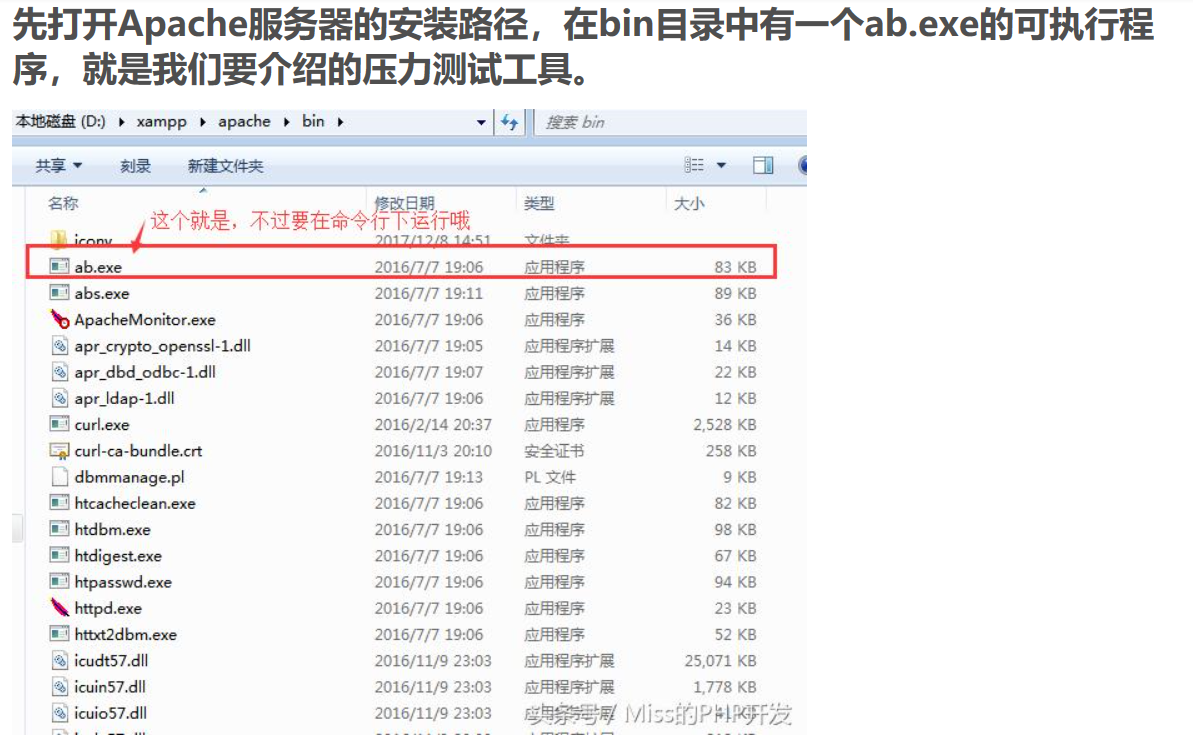 先打开Apache服务器的安装路径，在bin目录中有一个ab.exe的可执行程
序，就是我们要介绍的压力测试工具。
本地磁盘 (D:) xampp apache bin 搜索 bin
共享 刻录 新建文件夹
名称 修改日期 类型 大小
这个就是，不过要在命令行下运行哦
iconv 2017/12/8 14:51 文件夹
ab.exe 2016/7/7 19:06 应用程序 83 KB
abs.exe 2016/7/7 19:11 应用程序 89 KB
ApacheMonitor.exe 2016/7/7 19:06 应用程序 36 KB
apr_crypto_openssl-1.dll 2016/7/7 19:05 应用程序扩展 14 KB
apr_dbd_odbc-1.dll 2016/7/7 19:07 应用程序扩展 22 KB
apr_ldap-1.dll 2016/7/7 19:06 应用程序扩展 12 KB
curl.exe 2016/2/14 20:37 应用程序 2,528 KB
curl-ca-bundle.crt 2016/11/3 20:10 安全证书 258 KB
dbmmanage.pl 2016/7/7 19:13 PL 文件 9 KB
htcacheclean.exe 2016/7/7 19:06 应用程序 82 KB
htdbm.exe 2016/7/7 19:06 应用程序 98 KB
htdigest.exe 2016/7/7 19:06 应用程序 67 KB
htpasswd.exe 2016/7/7 19:06 应用程序 94 KB
httpd.exe 2016/7/7 19:06 应用程序 23 KB
httxt2dbm.exe 2016/7/7 19:06 应用程序 52 KB
icudt57.dll 2016/11/9 23:03 应用程序扩展 25,071 KB
icuin57.dll 2016/11/9 23:03 应用程序扩展 1,778 KB
icuio57.dll 2016/11/9 23:03 应用程序扩展
头条号 / Miss的PHP开发